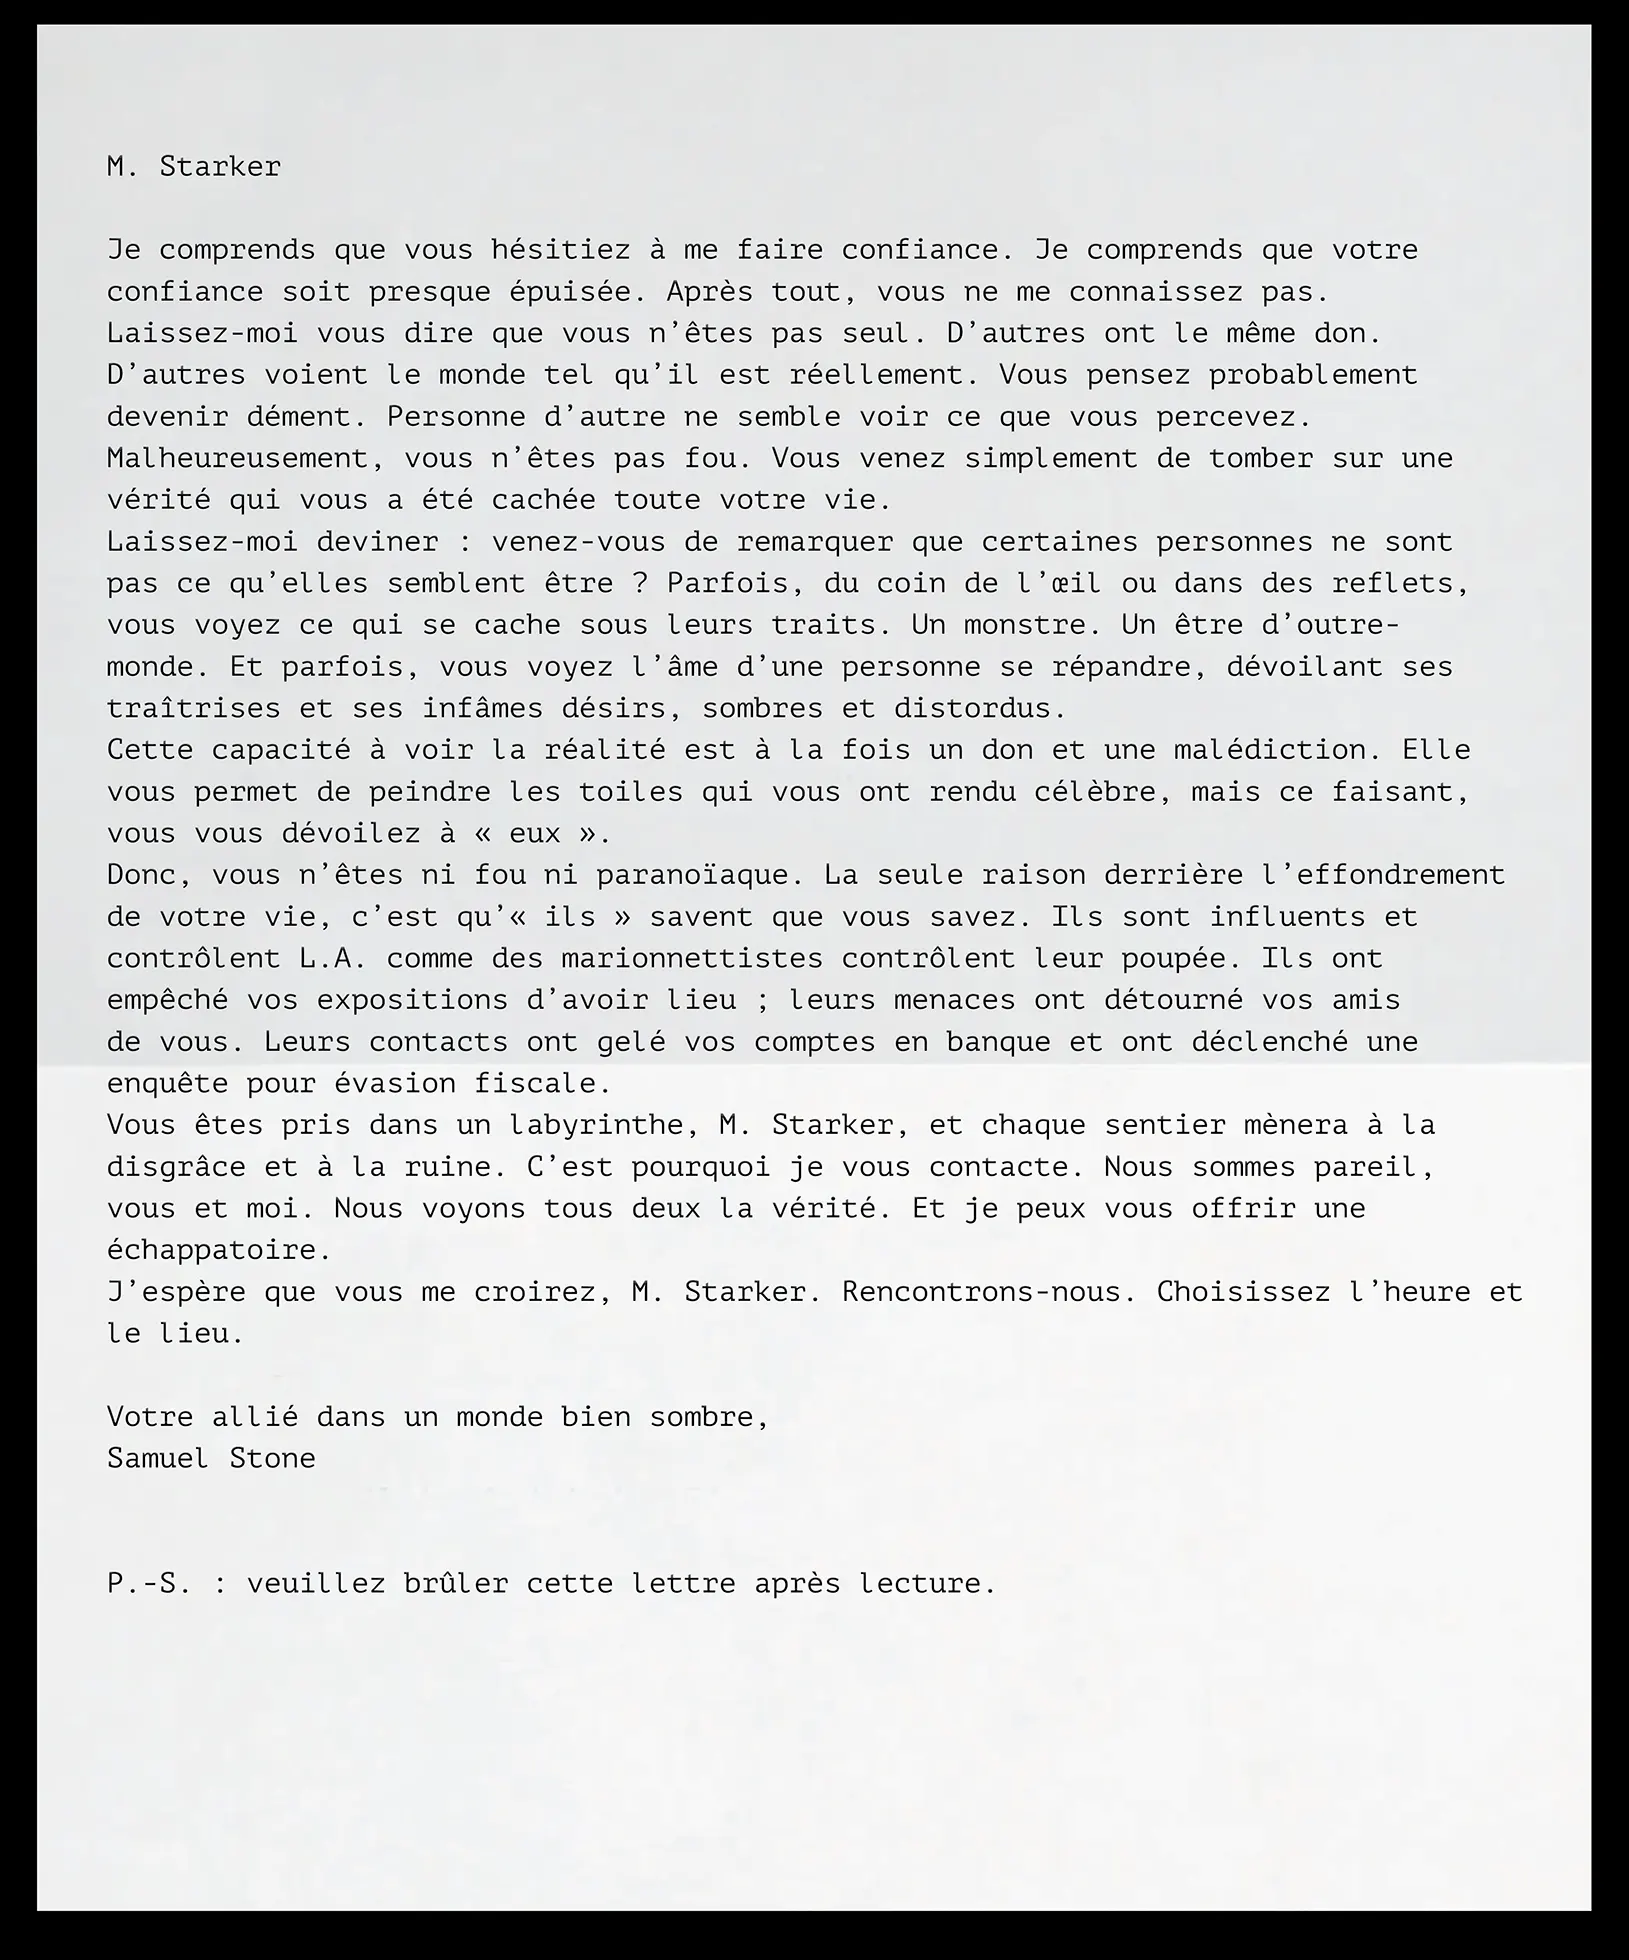 M. Starker
Je comprends que vous hésitiez à me faire confiance. Je comprends que votre
confiance soit presque épuisée. Après tout, vous ne me connaissez pas.
Laissez-moi vous dire que vous n’êtes pas seul. D’autres ont le même don.
D’autres voient le monde tel qu’il est réellement. Vous pensez probablement
devenir dément. Personne d’autre ne semble voir ce que vous percevez.
Malheureusement, vous n’êtes pas fou. Vous venez simplement de tomber sur une
vérité qui vous a été cachée toute votre vie.
Laissez-moi deviner : venez-vous de remarquer que certaines personnes ne sont
pas ce qu’elles semblent être ? Parfois, du coin de l’œil ou dans des reflets,
vous voyez ce qui se cache sous leurs traits. Un monstre. Un être d’outre-
monde. Et parfois, vous voyez l’âme d’une personne se répandre, dévoilant ses
traîtrises et ses infâmes désirs, sombres et distordus.
Cette capacité à voir la réalité est à la fois un don et une malédiction. Elle
vous permet de peindre les toiles qui vous ont rendu célèbre, mais ce faisant,
vous vous dévoilez à « eux ».
Donc, vous n’êtes ni fou ni paranoïaque. La seule raison derrière l’effondrement
de votre vie, c’est qu’« ils » savent que vous savez. Ils sont influents et
contrôlent L.A. comme des marionnettistes contrôlent leur poupée. Ils ont
empêché vos expositions d’avoir lieu ; leurs menaces ont détourné vos amis
de vous. Leurs contacts ont gelé vos comptes en banque et ont déclenché une
enquête pour évasion fiscale.
Vous êtes pris dans un labyrinthe, M. Starker, et chaque sentier mènera à la
disgrâce et à la ruine. C’est pourquoi je vous contacte. Nous sommes pareil,
vous et moi. Nous voyons tous deux la vérité. Et je peux vous offrir une
échappatoire.
J’espère que vous me croirez, M. Starker. Rencontrons-nous. Choisissez l’heure et
le lieu.
Votre allié dans un monde bien sombre,
Samuel Stone
P.-S. : veuillez brûler cette lettre après lecture.